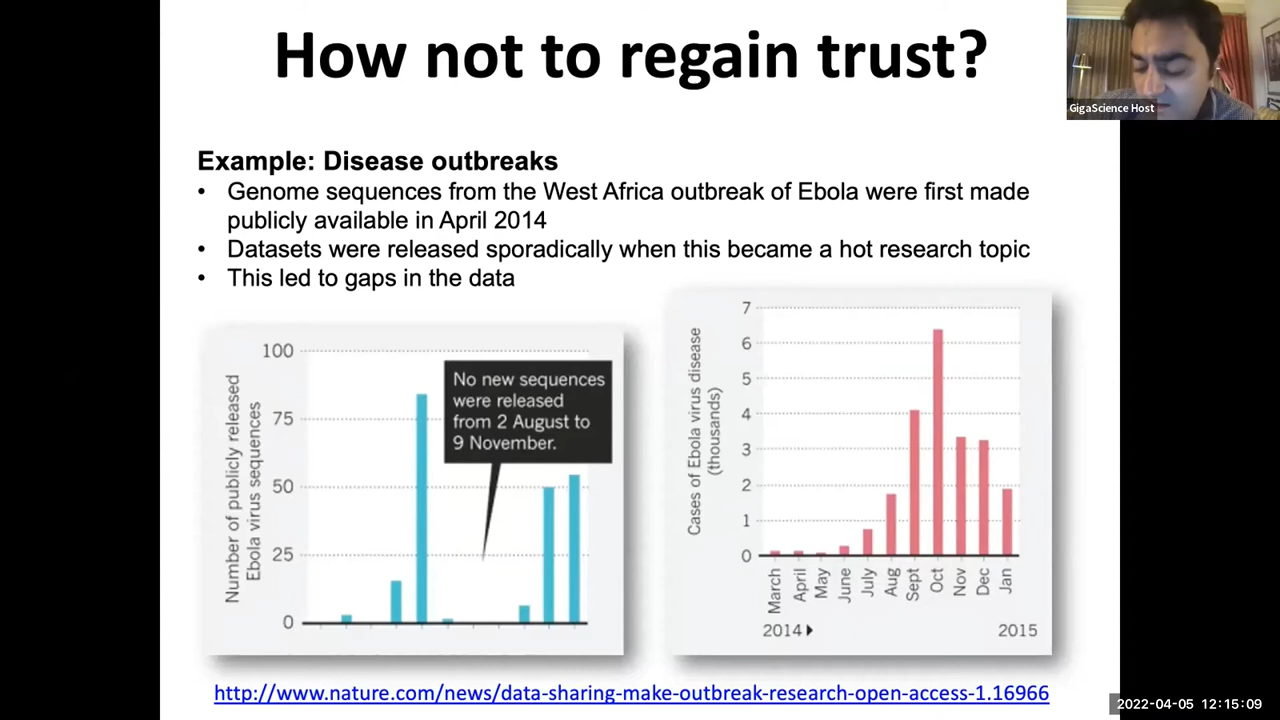 How not to regain trust?
GigaScience Host
Example: Disease outbreaks
• Genome sequences from the West Africa outbreak of Ebola were first made
publicly available in April 2014
• Datasets were released sporadically when this became a hot research topic
• This led to gaps in the data
Number of publicly released
Ebola virus sequences
100
75
50
25
0
No new sequences
were released
from 2 August to
9 November.
Cases of Ebola virus disease
(thousands)
7
6
5
4
3
2
1
0
March
April
May
June
July
Aug
Sept
Oct
Nov
Dec
Jan
2014
2015
http://www.nature.com/news/data-sharing-make-outbreak-research-open-access-1.16966
2022-04-05 12:15:09